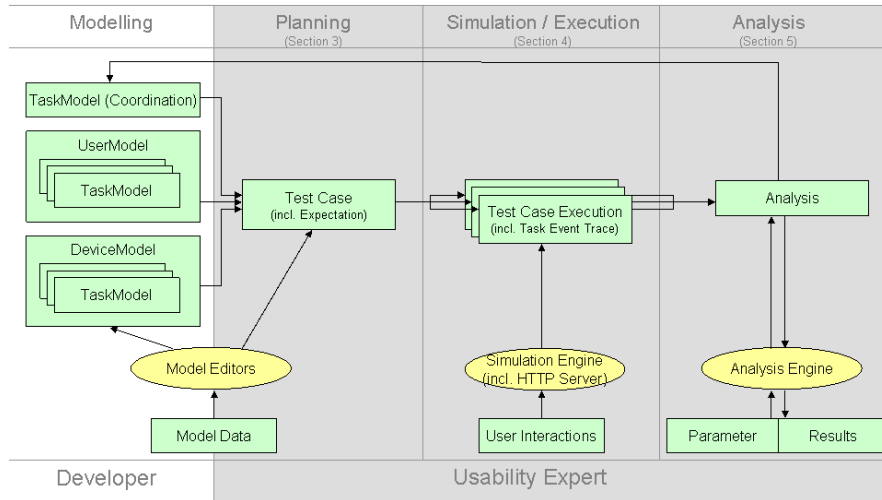 Modelling
Planning
(Section 3)
Simulation / Execution
(Section 4)
Analysis
(Section 5)
TaskModel (Coordination)
UserModel
TaskModel
DeviceModel
TaskModel
Test Case
(incl. Expectation)
Test Case Execution
(incl. Task Event Trace)
Analysis
Model Editors
Simulation Engine
(incl. HTTP Server)
Analysis Engine
Model Data
User Interactions
Parameter
Results
Developer
Usability Expert